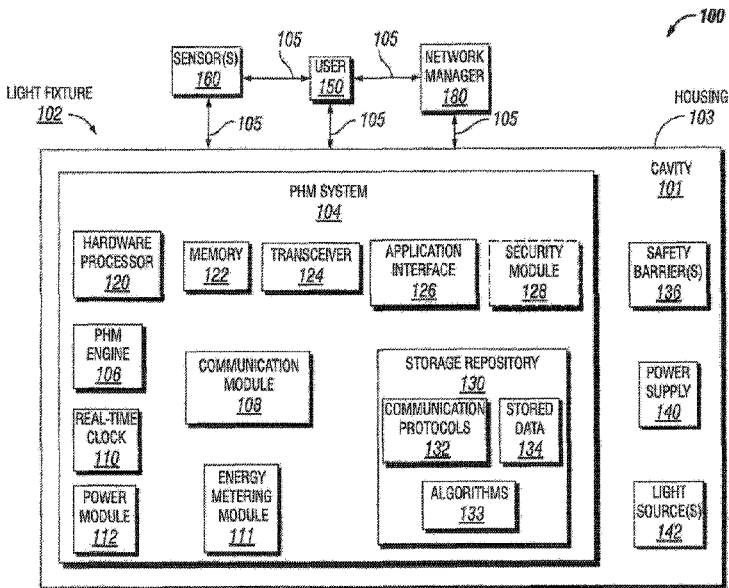 100
SENSOR(S)
160
105
USER
150
105
NETWORK
MANAGER
180
LIGHT FIXTURE
102
105
105
105
HOUSING
103
CAVITY
101
PHM SYSTEM
104
HARDWARE
PROCESSOR
120
MEMORY
122
TRANSCEIVER
124
APPLICATION
INTERFACE
126
SECURITY
MODULE
128
SAFETY
BARRIER(S)
136
PHM
ENGINE
106
COMMUNICATION
MODULE
108
STORAGE REPOSITORY
130
COMMUNICATION
PROTOCOLS
132
STORED
DATA
134
POWER
SUPPLY
140
REAL-TIME
CLOCK
110
ENERGY
METERING
MODULE
111
ALGORITHMS
133
POWER
MODULE
112
LIGHT
SOURCE(S)
142